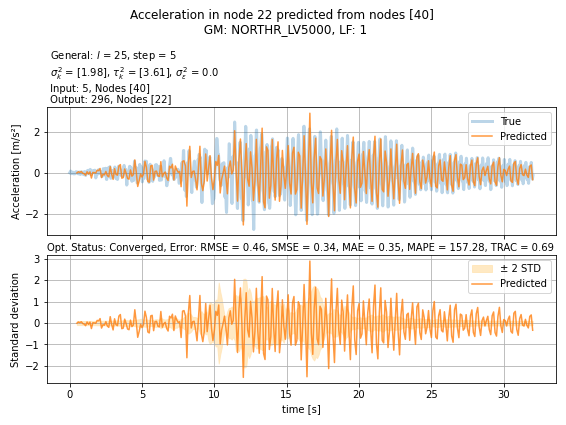 Acceleration in node 22 predicted from nodes [40]
GM: NORTHR_LV5000, LF: 1
General: l = 25, step = 5
σ²ₖ = [1.98], τ²ₖ = [3.61], σ²ε = 0.0
Input: 5, Nodes [40]
Output: 296, Nodes [22]
Acceleration [m/s²]
2
0
−2
True
Predicted
Opt. Status: Converged, Error: RMSE = 0.46, SMSE = 0.34, MAE = 0.35, MAPE = 157.28, TRAC = 0.69
Standard deviation
3
2
1
0
−1
−2
± 2 STD
Predicted
0 5 10 15 20 25 30
time [s]